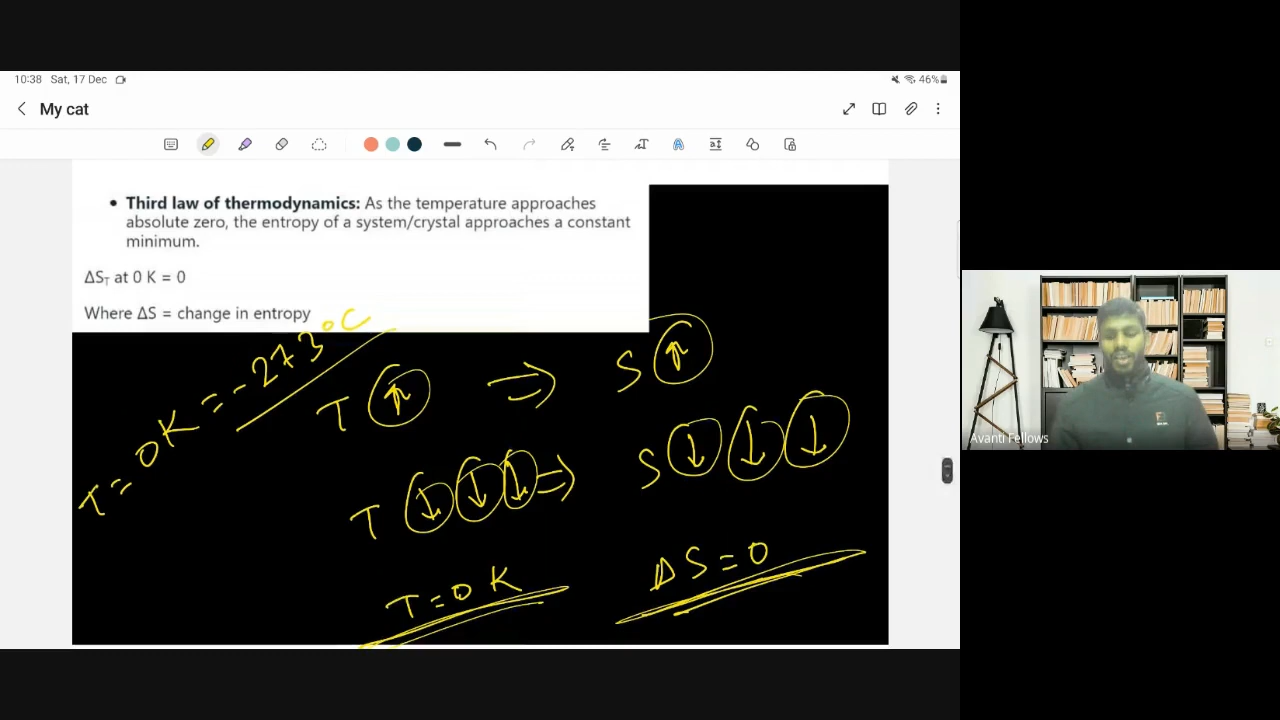 10:38 Sat, 17 Dec
46%
My cat
• Third law of thermodynamics: As the temperature approaches
absolute zero, the entropy of a system/crystal approaches a constant
minimum.
ΔS_T at 0 K = 0
Where ΔS = change in entropy
T = 0 K = -273°C
T ↑ ⇒ S ↑
T ↓ ↓ ↓ ⇒ S ↓ ↓ ↓
T = 0 K ΔS = 0
Avanti Fellows